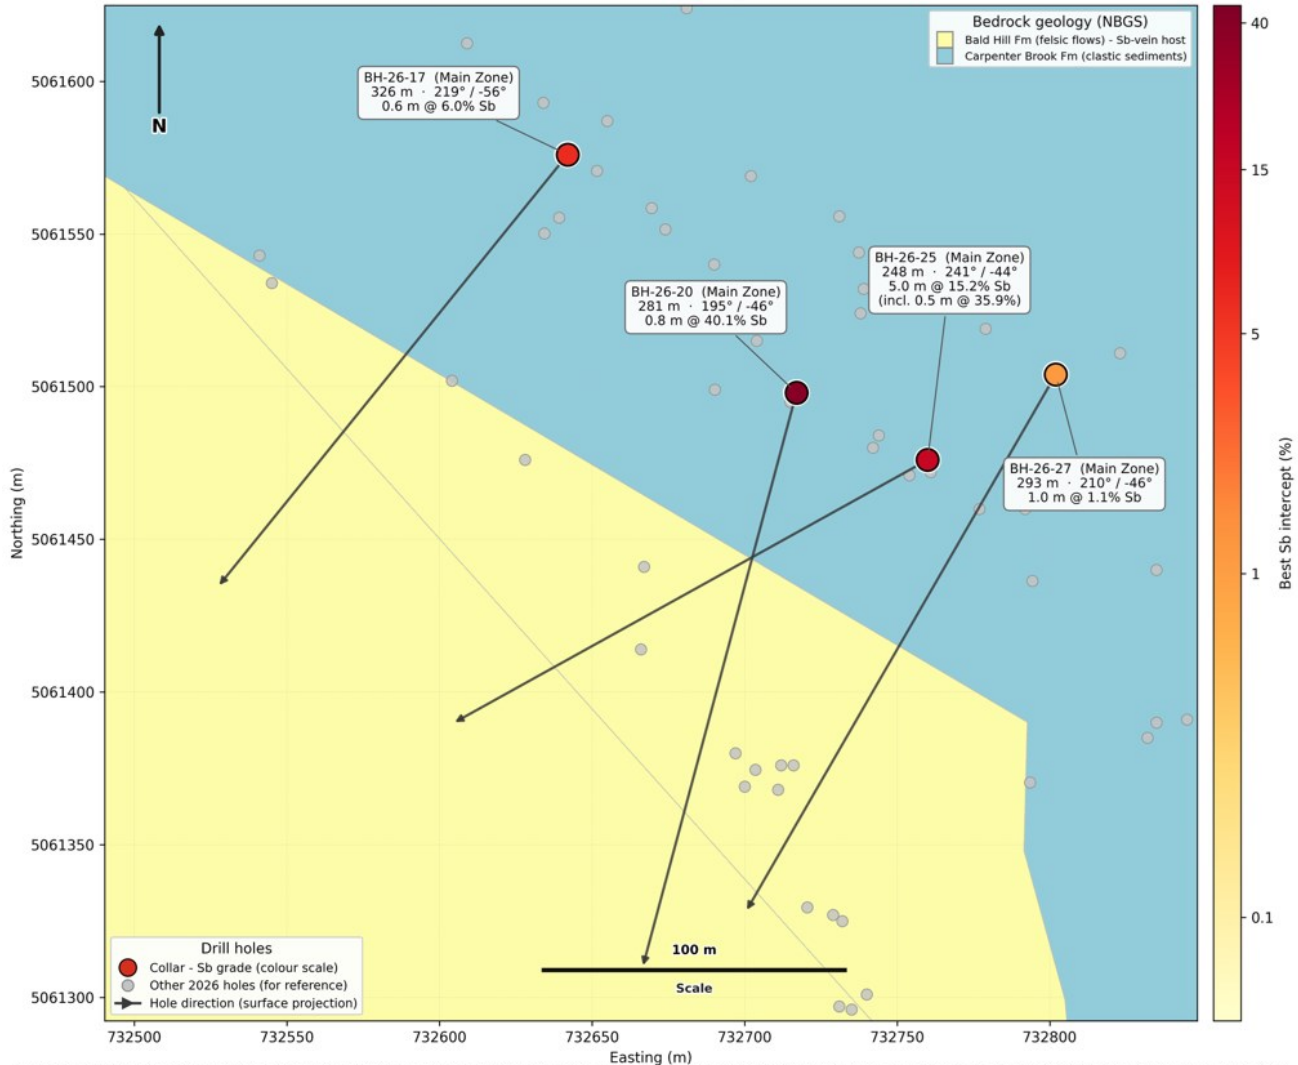 Bedrock geology (NBGS)
Bald Hill Fm (felsic flows) - Sb-vein host
Carpenter Brook Fm (clastic sediments)
N
BH-26-17 (Main Zone)
326 m · 219° / -56°
0.6 m @ 6.0% Sb
BH-26-20 (Main Zone)
281 m · 195° / -46°
0.8 m @ 40.1% Sb
BH-26-25 (Main Zone)
248 m · 241° / -44°
5.0 m @ 15.2% Sb
(incl. 0.5 m @ 35.9%)
BH-26-27 (Main Zone)
293 m · 210° / -46°
1.0 m @ 1.1% Sb
Northing (m)
5061600
5061550
5061500
5061450
5061400
5061350
5061300
Drill holes
Collar - Sb grade (colour scale)
Other 2026 holes (for reference)
Hole direction (surface projection)
100 m
Scale
732500
732550
732600
732650
732700
732750
732800
Easting (m)
40
15
5
1
0.1
Best Sb intercept (%)